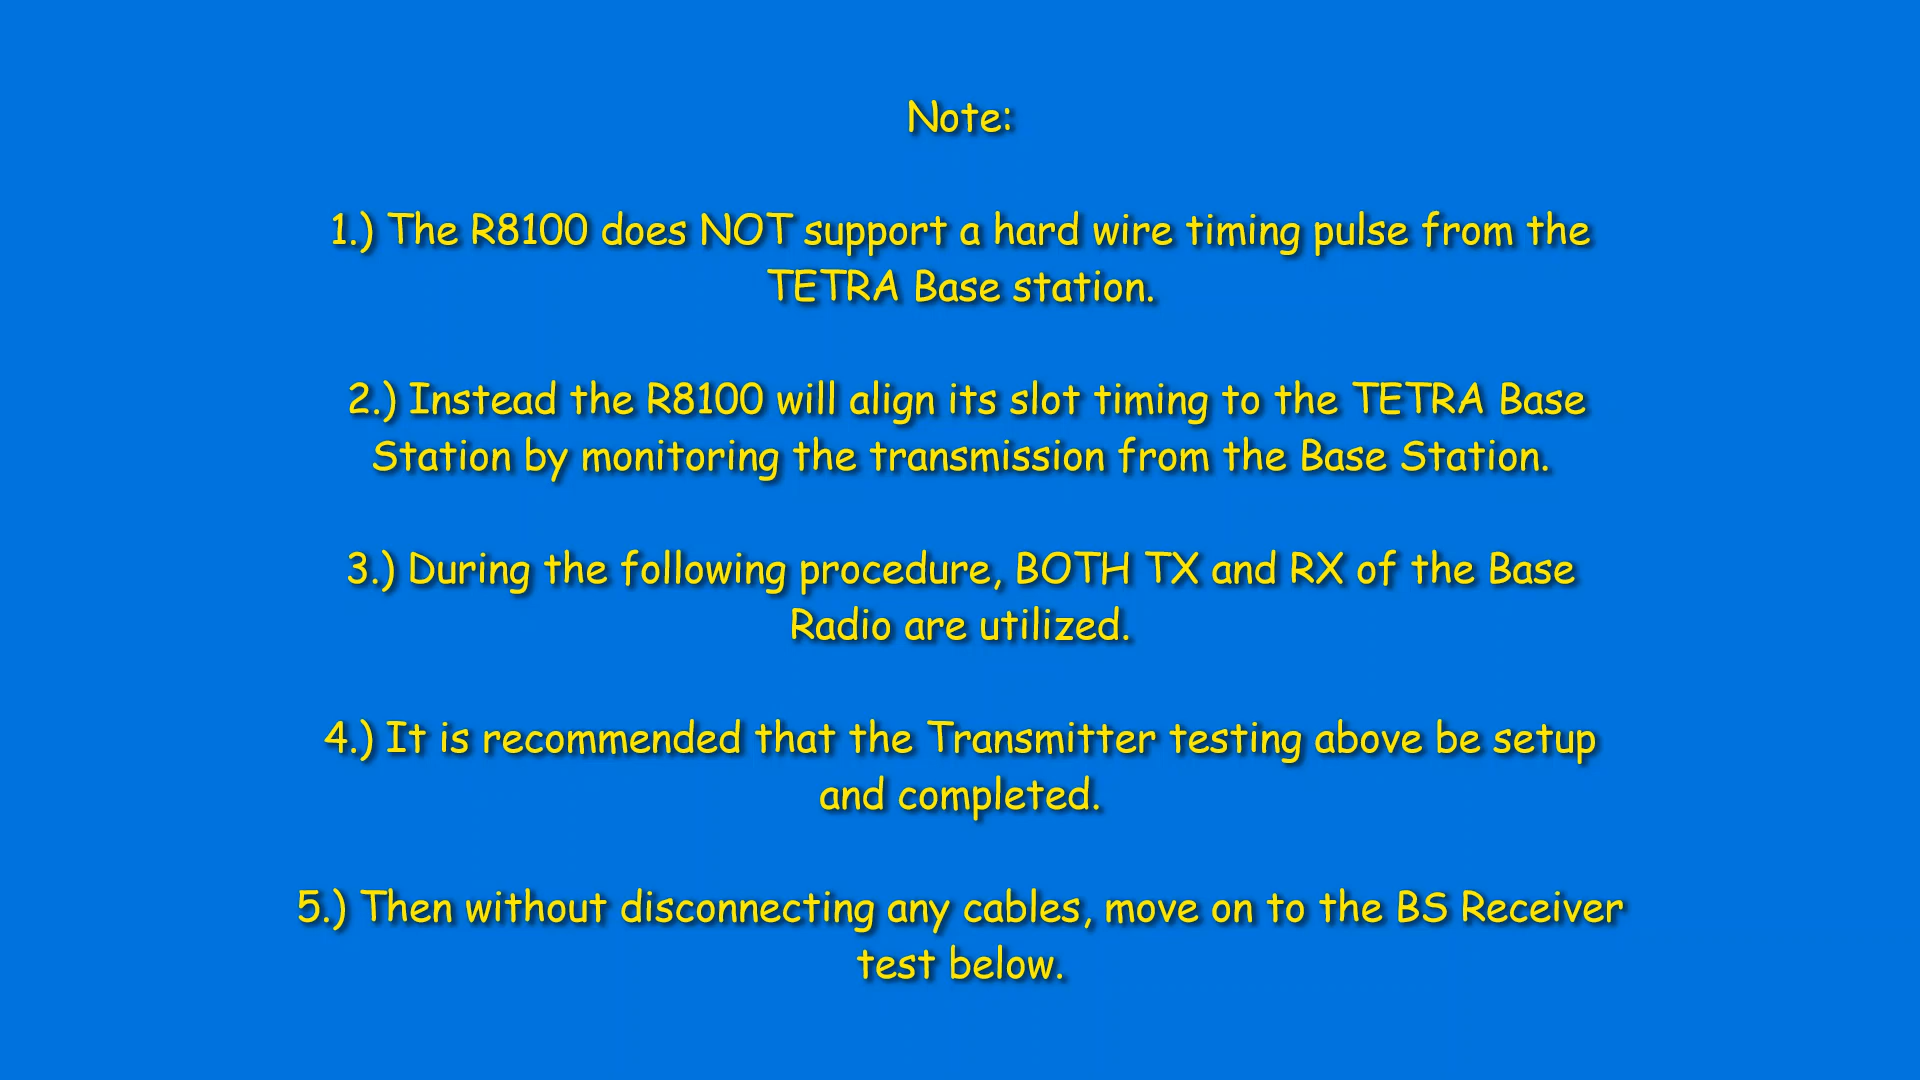 Note:
1.) The R8100 does NOT support a hard wire timing pulse from the
TETRA Base station.
2.) Instead the R8100 will align its slot timing to the TETRA Base
Station by monitoring the transmission from the Base Station.
3.) During the following procedure, BOTH TX and RX of the Base
Radio are utilized.
4.) It is recommended that the Transmitter testing above be setup
and completed.
5.) Then without disconnecting any cables, move on to the BS Receiver
test below.